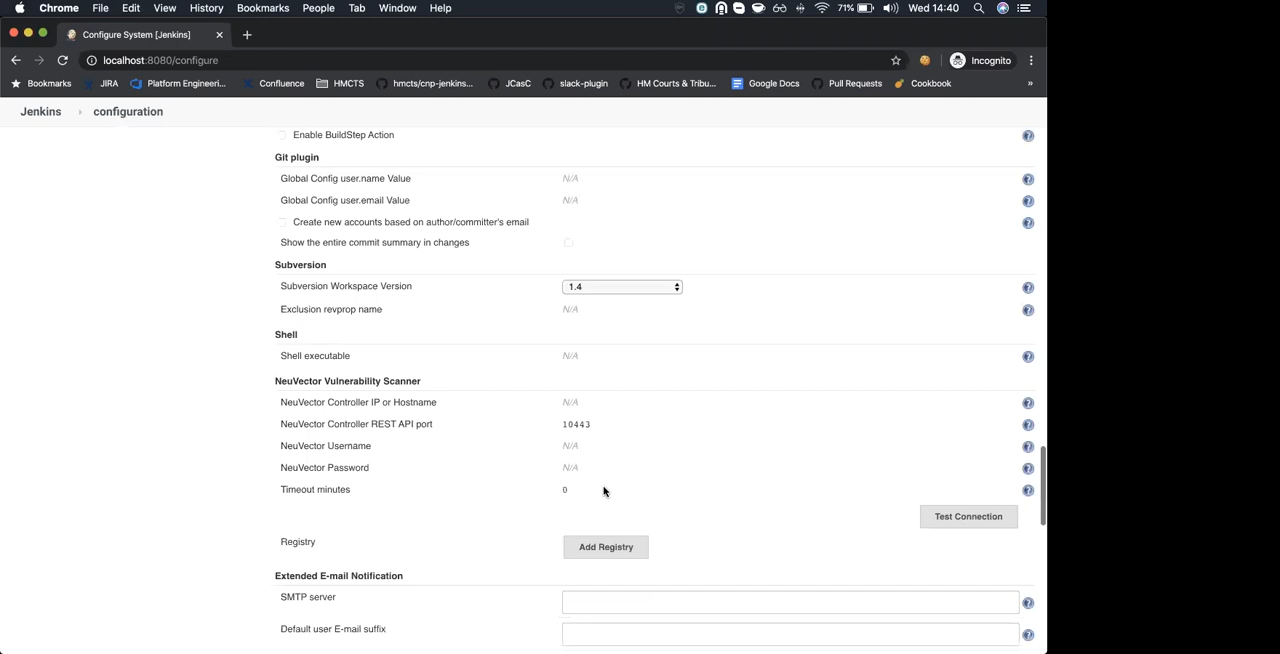 Chrome File Edit View History Bookmarks People Tab Window Help 71% Wed 14:40
Configure System [Jenkins]
localhost:8080/configure Incognito
Bookmarks JIRA Platform Engineeri... Confluence HMCTS hmcts/cnp-jenkins... JCasC slack-plugin HM Courts & Tribu... Google Docs Pull Requests Cookbook »
Jenkins configuration
Enable BuildStep Action
Git plugin
Global Config user.name Value N/A
Global Config user.email Value N/A
Create new accounts based on author/committer's email
Show the entire commit summary in changes
Subversion
Subversion Workspace Version 1.4
Exclusion revprop name N/A
Shell
Shell executable N/A
NeuVector Vulnerability Scanner
NeuVector Controller IP or Hostname N/A
NeuVector Controller REST API port 10443
NeuVector Username N/A
NeuVector Password N/A
Timeout minutes 0
Test Connection
Registry Add Registry
Extended E-mail Notification
SMTP server
Default user E-mail suffix